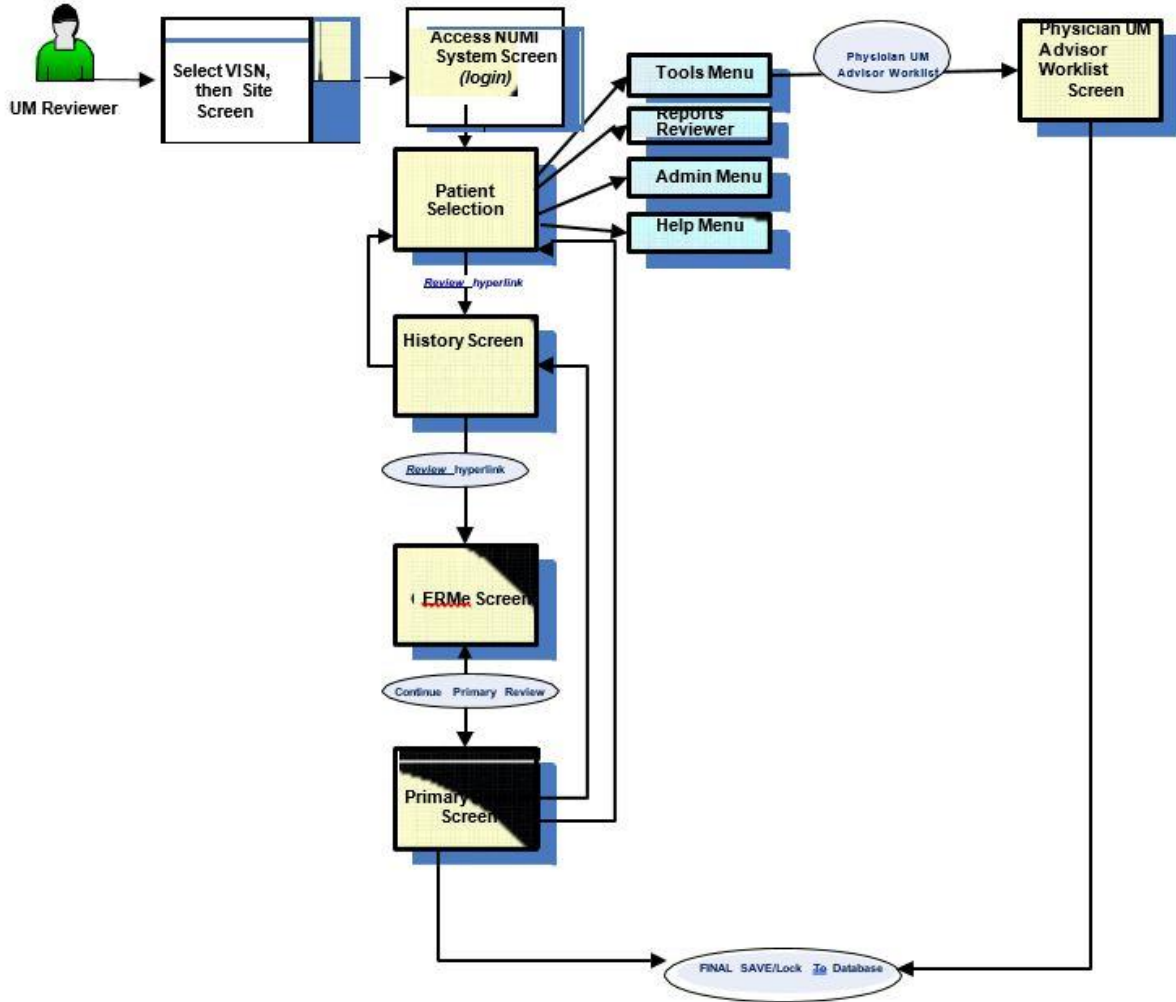 UM Reviewer
Select VISN,
then Site
Screen
Access NUMI
System Screen
(login)
Patient
Selection
Tools Menu
Reports
Reviewer
Admin Menu
Help Menu
Physioian UM
Advisor Worklist
Physician UM
Advisor
Worklist
Screen
Review hyperlink
History Screen
Review hyperlink
ERMe Screen
Continue Primary Review
Primary
Screen
FINAL SAVE/Lock To Database